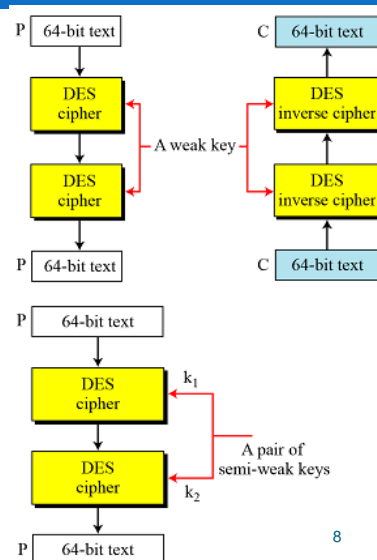 P 64-bit text
DES
cipher
DES
cipher
P 64-bit text
A weak key
C 64-bit text
DES
inverse cipher
DES
inverse cipher
C 64-bit text
P 64-bit text
DES
cipher
k1
DES
cipher
k2
A pair of
semi-weak keys
P 64-bit text
8